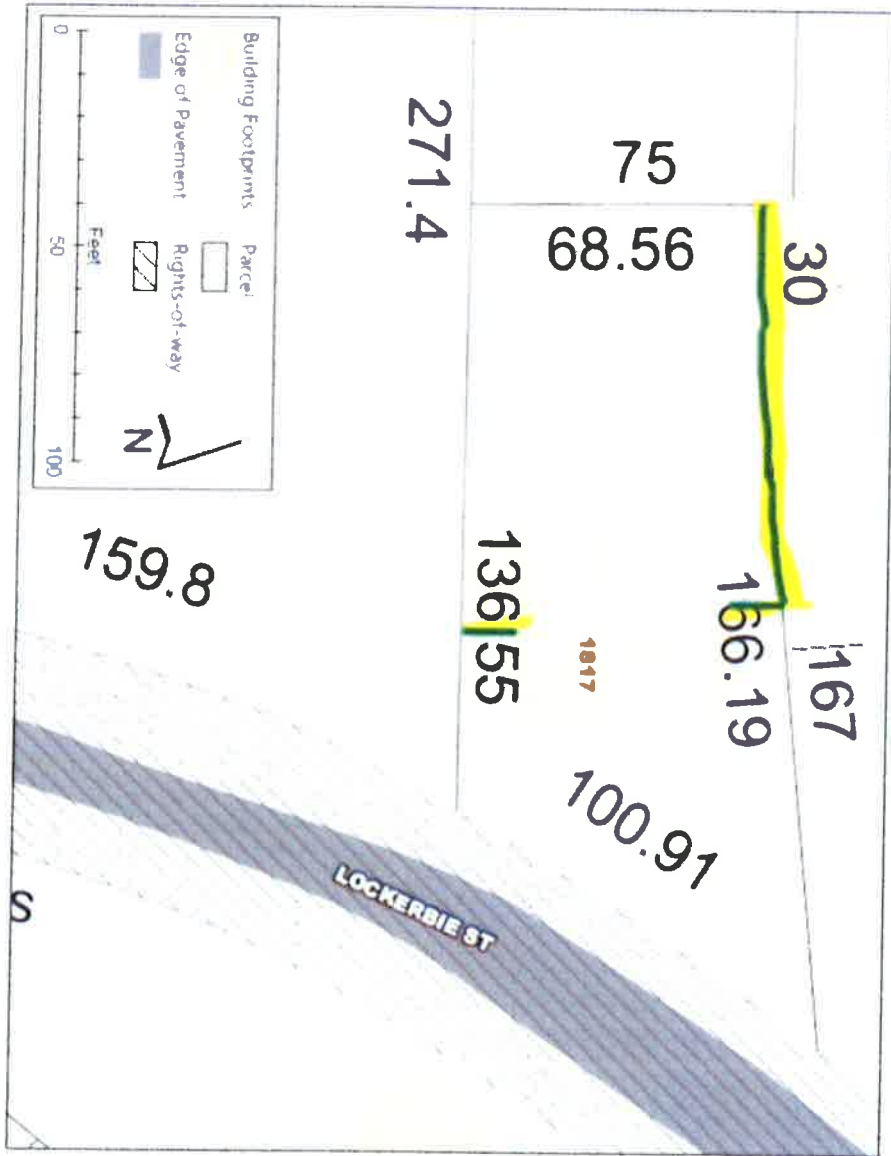 75
68.56
30
271.4
136.55
1817
166.19
167
100.91
159.8
LOCKERBIE ST
S
Building Footprints
Parcel
Edge of Pavement
Rights-of-way
0
50
100
Feet
N